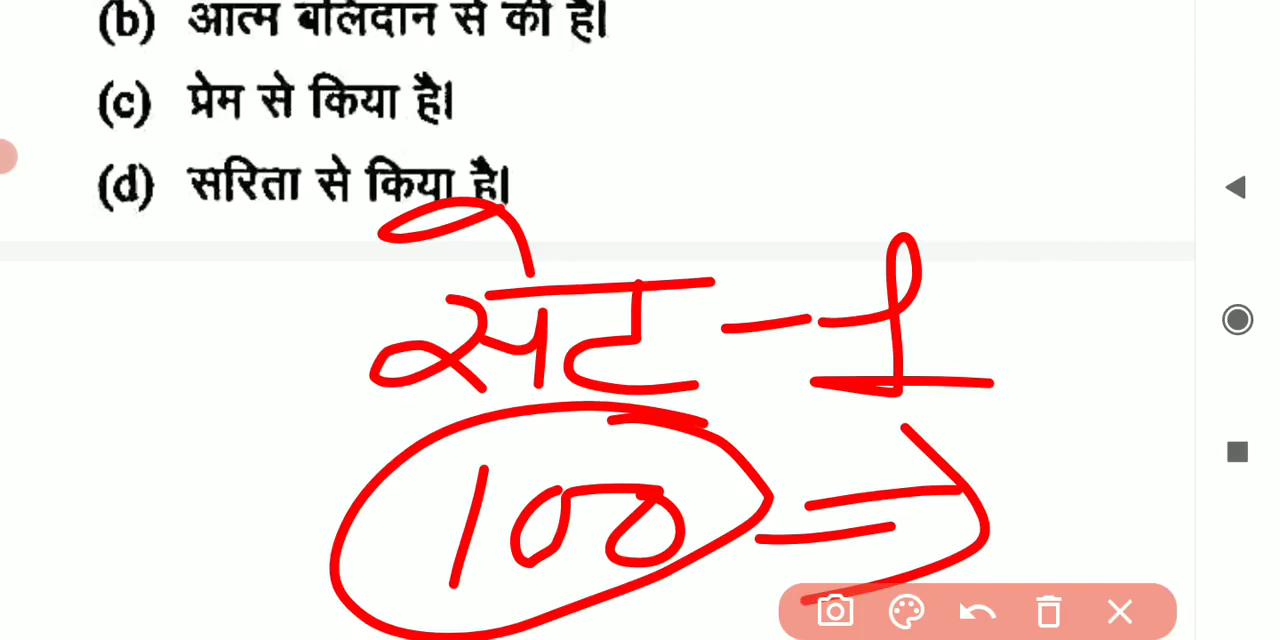 (b) आत्म बलिदान से की है।
(c) प्रेम से किया है।
(d) सरिता से किया है।
सेट - 1
100 ⇒